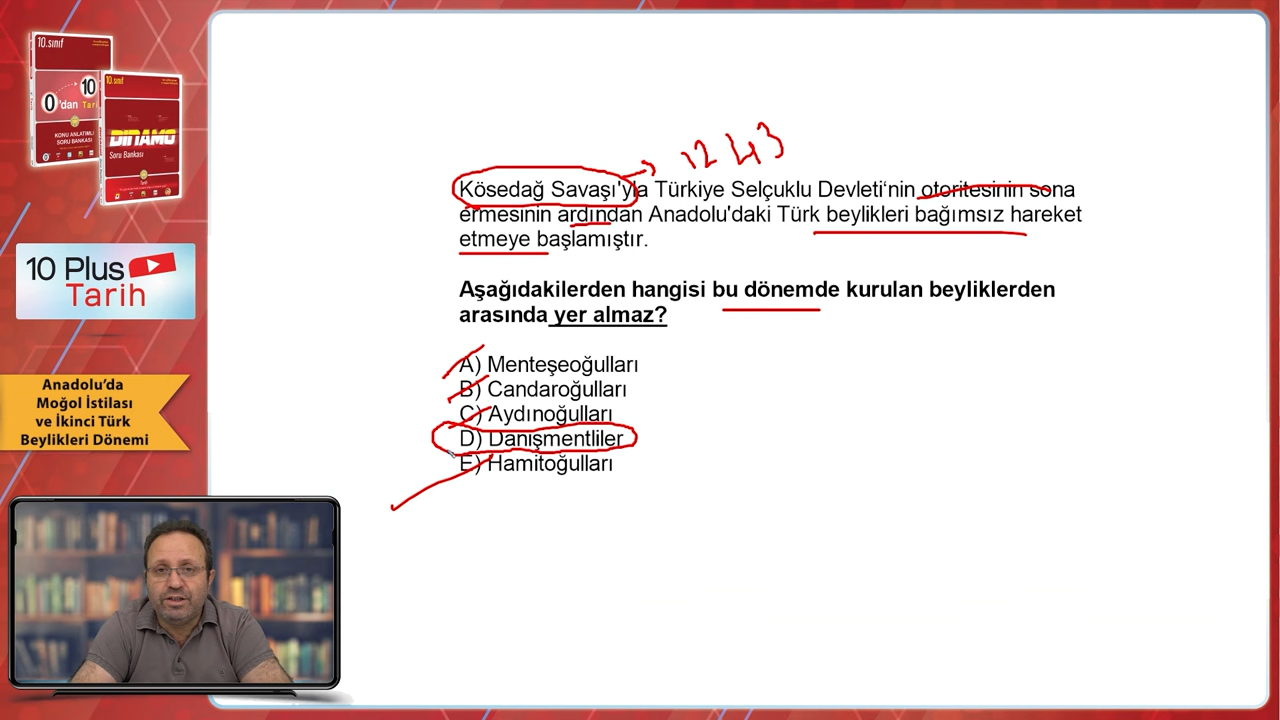 10.sınıf
0'dan 10
Tarih
KONU ANLATIMLI
SORU BANKASI
10.sınıf
DINAMO
Soru Bankası
10 Plus
Tarih
Anadolu'da
Moğol İstilası
ve İkinci Türk
Beylikleri Dönemi
1243
Kösedağ Savaşı'yla Türkiye Selçuklu Devleti'nin otoritesinin sona
ermesinin ardından Anadolu'daki Türk beylikleri bağımsız hareket
etmeye başlamıştır.
Aşağıdakilerden hangisi bu dönemde kurulan beyliklerden
arasında yer almaz?
A) Menteşeoğulları
B) Candaroğulları
C) Aydınoğulları
D) Danişmentliler
E) Hamitoğulları